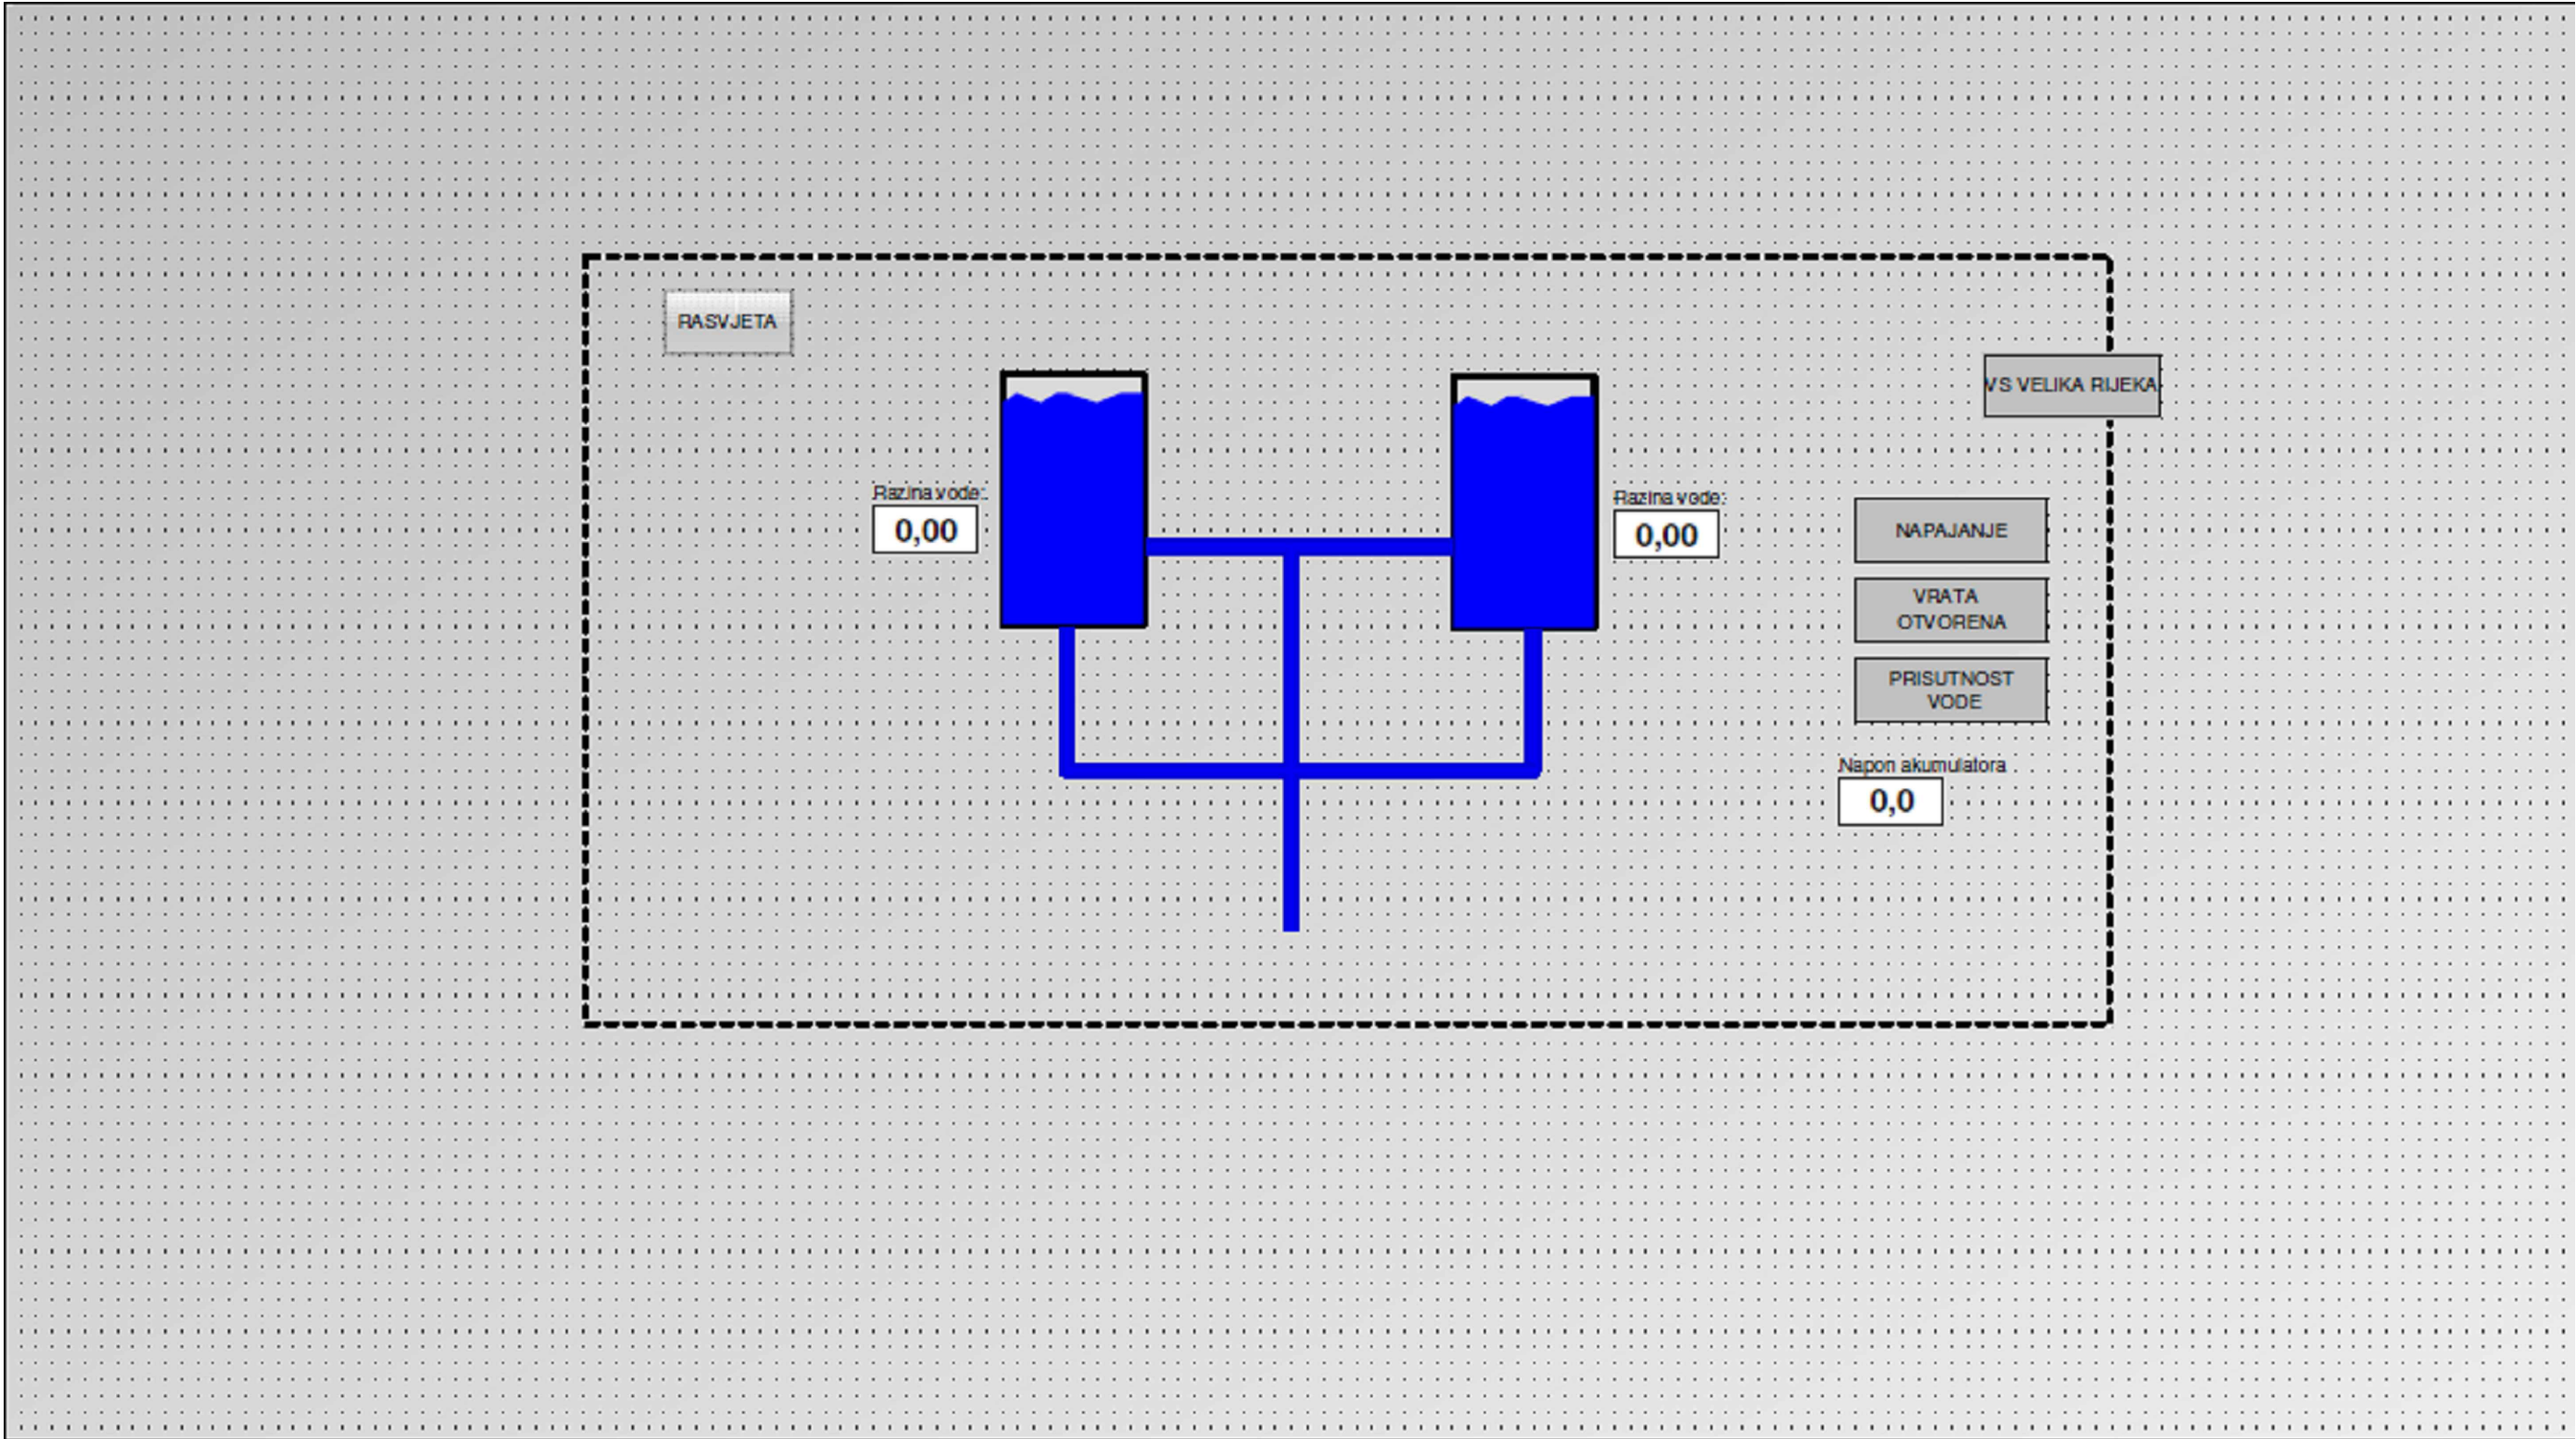 RASVJETA
VS VELIKA RIJEKA
Razina vode:
0,00
Razina vode:
0,00
NAPAJANJE
VRATA
OTVORENA
PRISUTNOST
VODE
Napon akumulatora
0,0